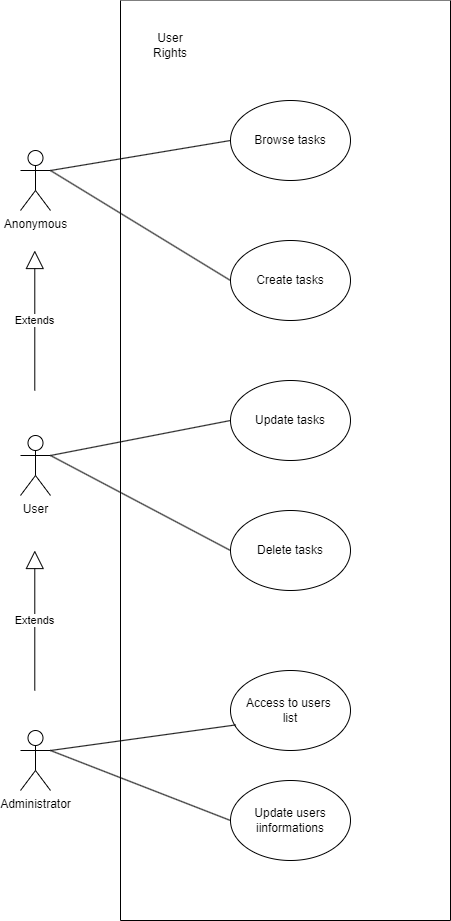 User
Rights
Browse tasks
Anonymous
Create tasks
Extends
Update tasks
User
Delete tasks
Extends
Access to users
list
Administrator
Update users
iinformations